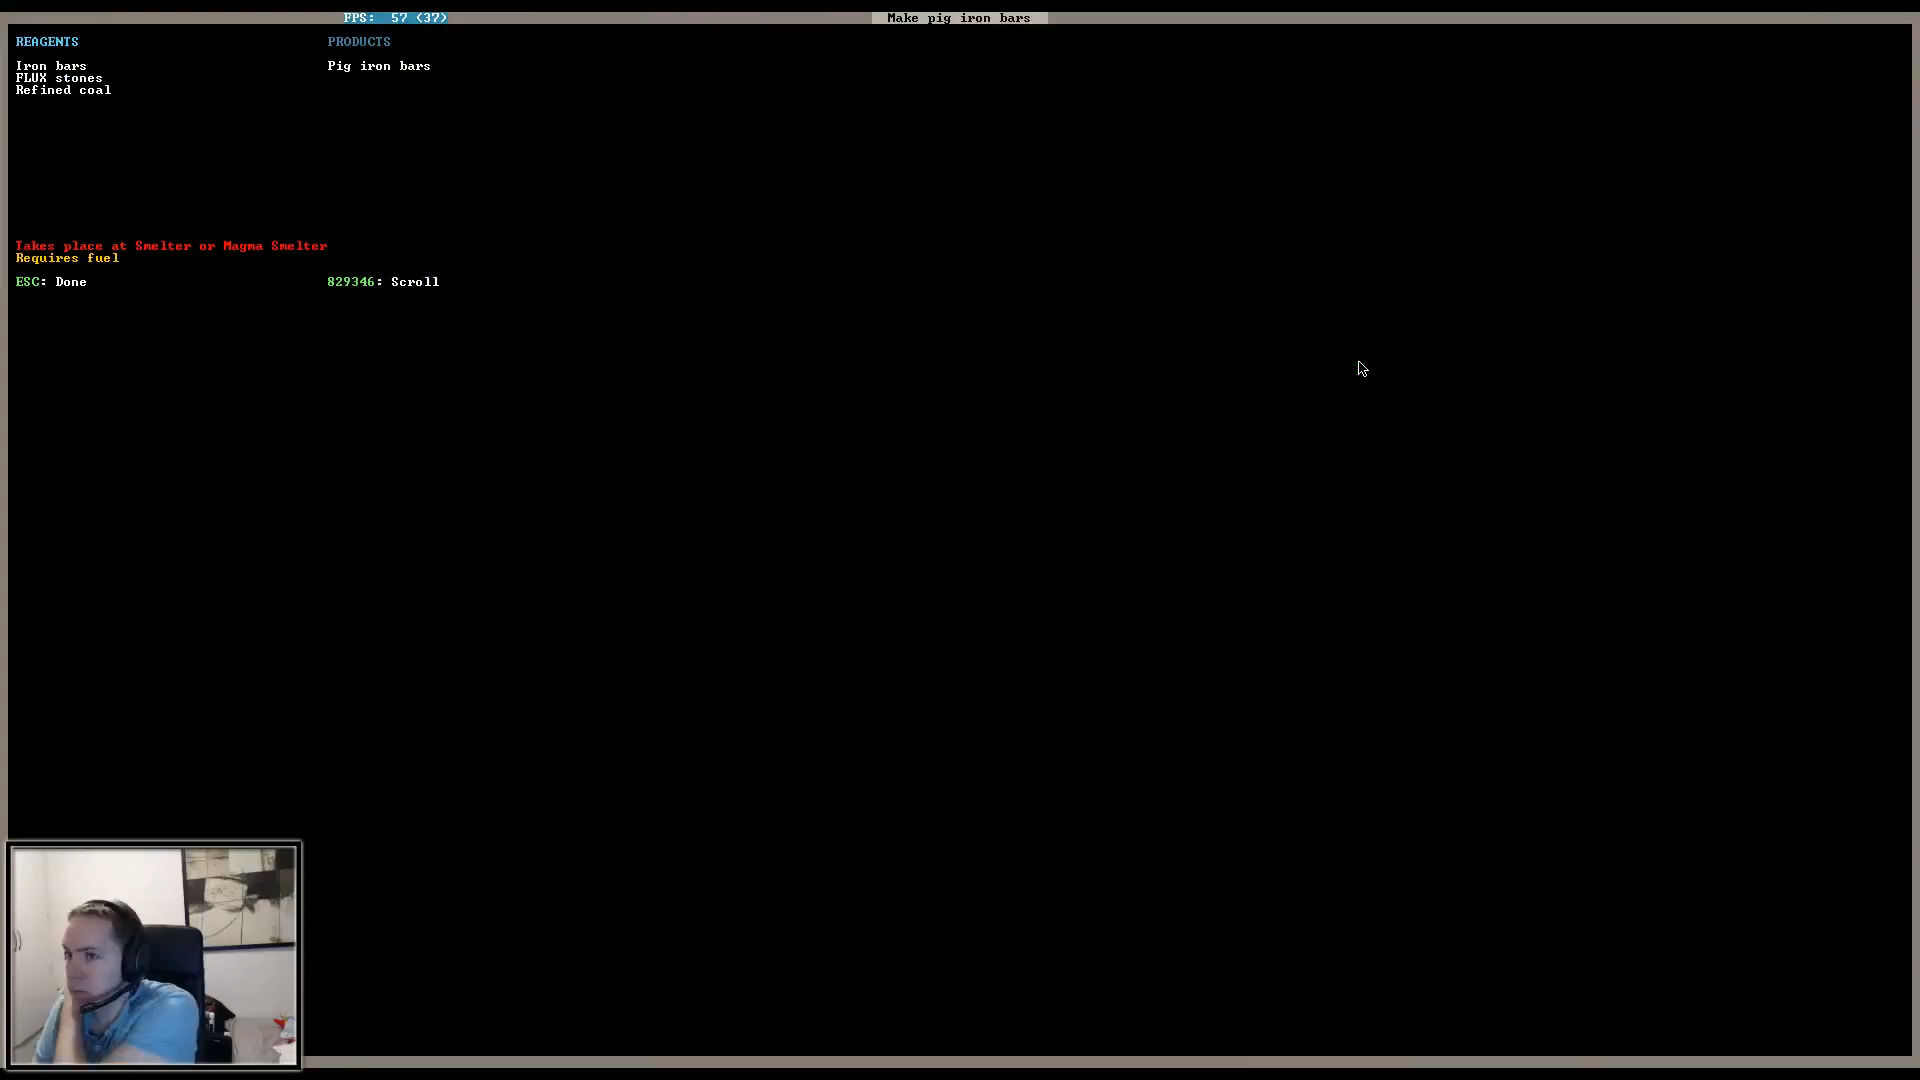 FPS: 57 (37)
Make pig iron bars
REAGENTS PRODUCTS
Iron bars Pig iron bars
FLUX stones
Refined coal
Takes place at Smelter or Magma Smelter
Requires fuel
ESC: Done 829346: Scroll